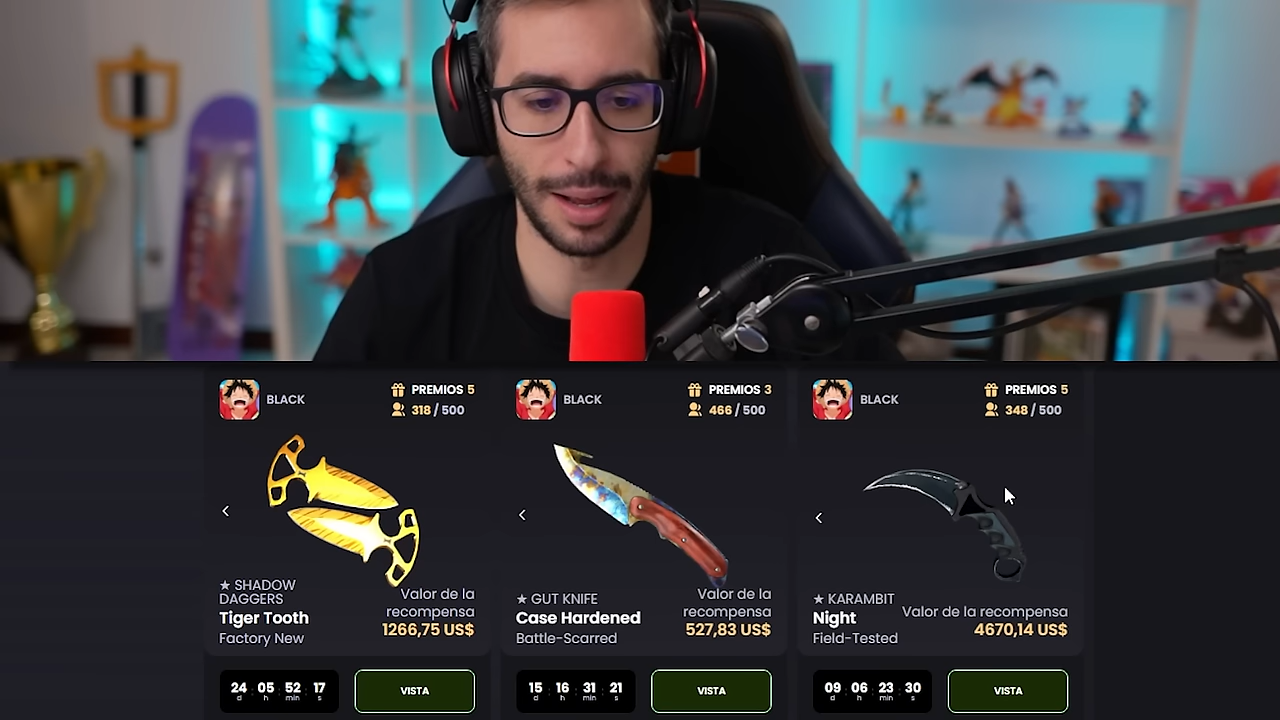 BLACK
PREMIOS 5
318 / 500
★ SHADOW
DAGGERS
Tiger Tooth
Factory New
Valor de la
recompensa
1266,75 US$
24 05 52 17
d h min s
VISTA
BLACK
PREMIOS 3
466 / 500
★ GUT KNIFE
Case Hardened
Battle-Scarred
Valor de la
recompensa
527,83 US$
15 16 31 21
d h min s
VISTA
BLACK
PREMIOS 5
348 / 500
★ KARAMBIT
Night
Field-Tested
Valor de la recompensa
4670,14 US$
09 06 23 30
d h min s
VISTA